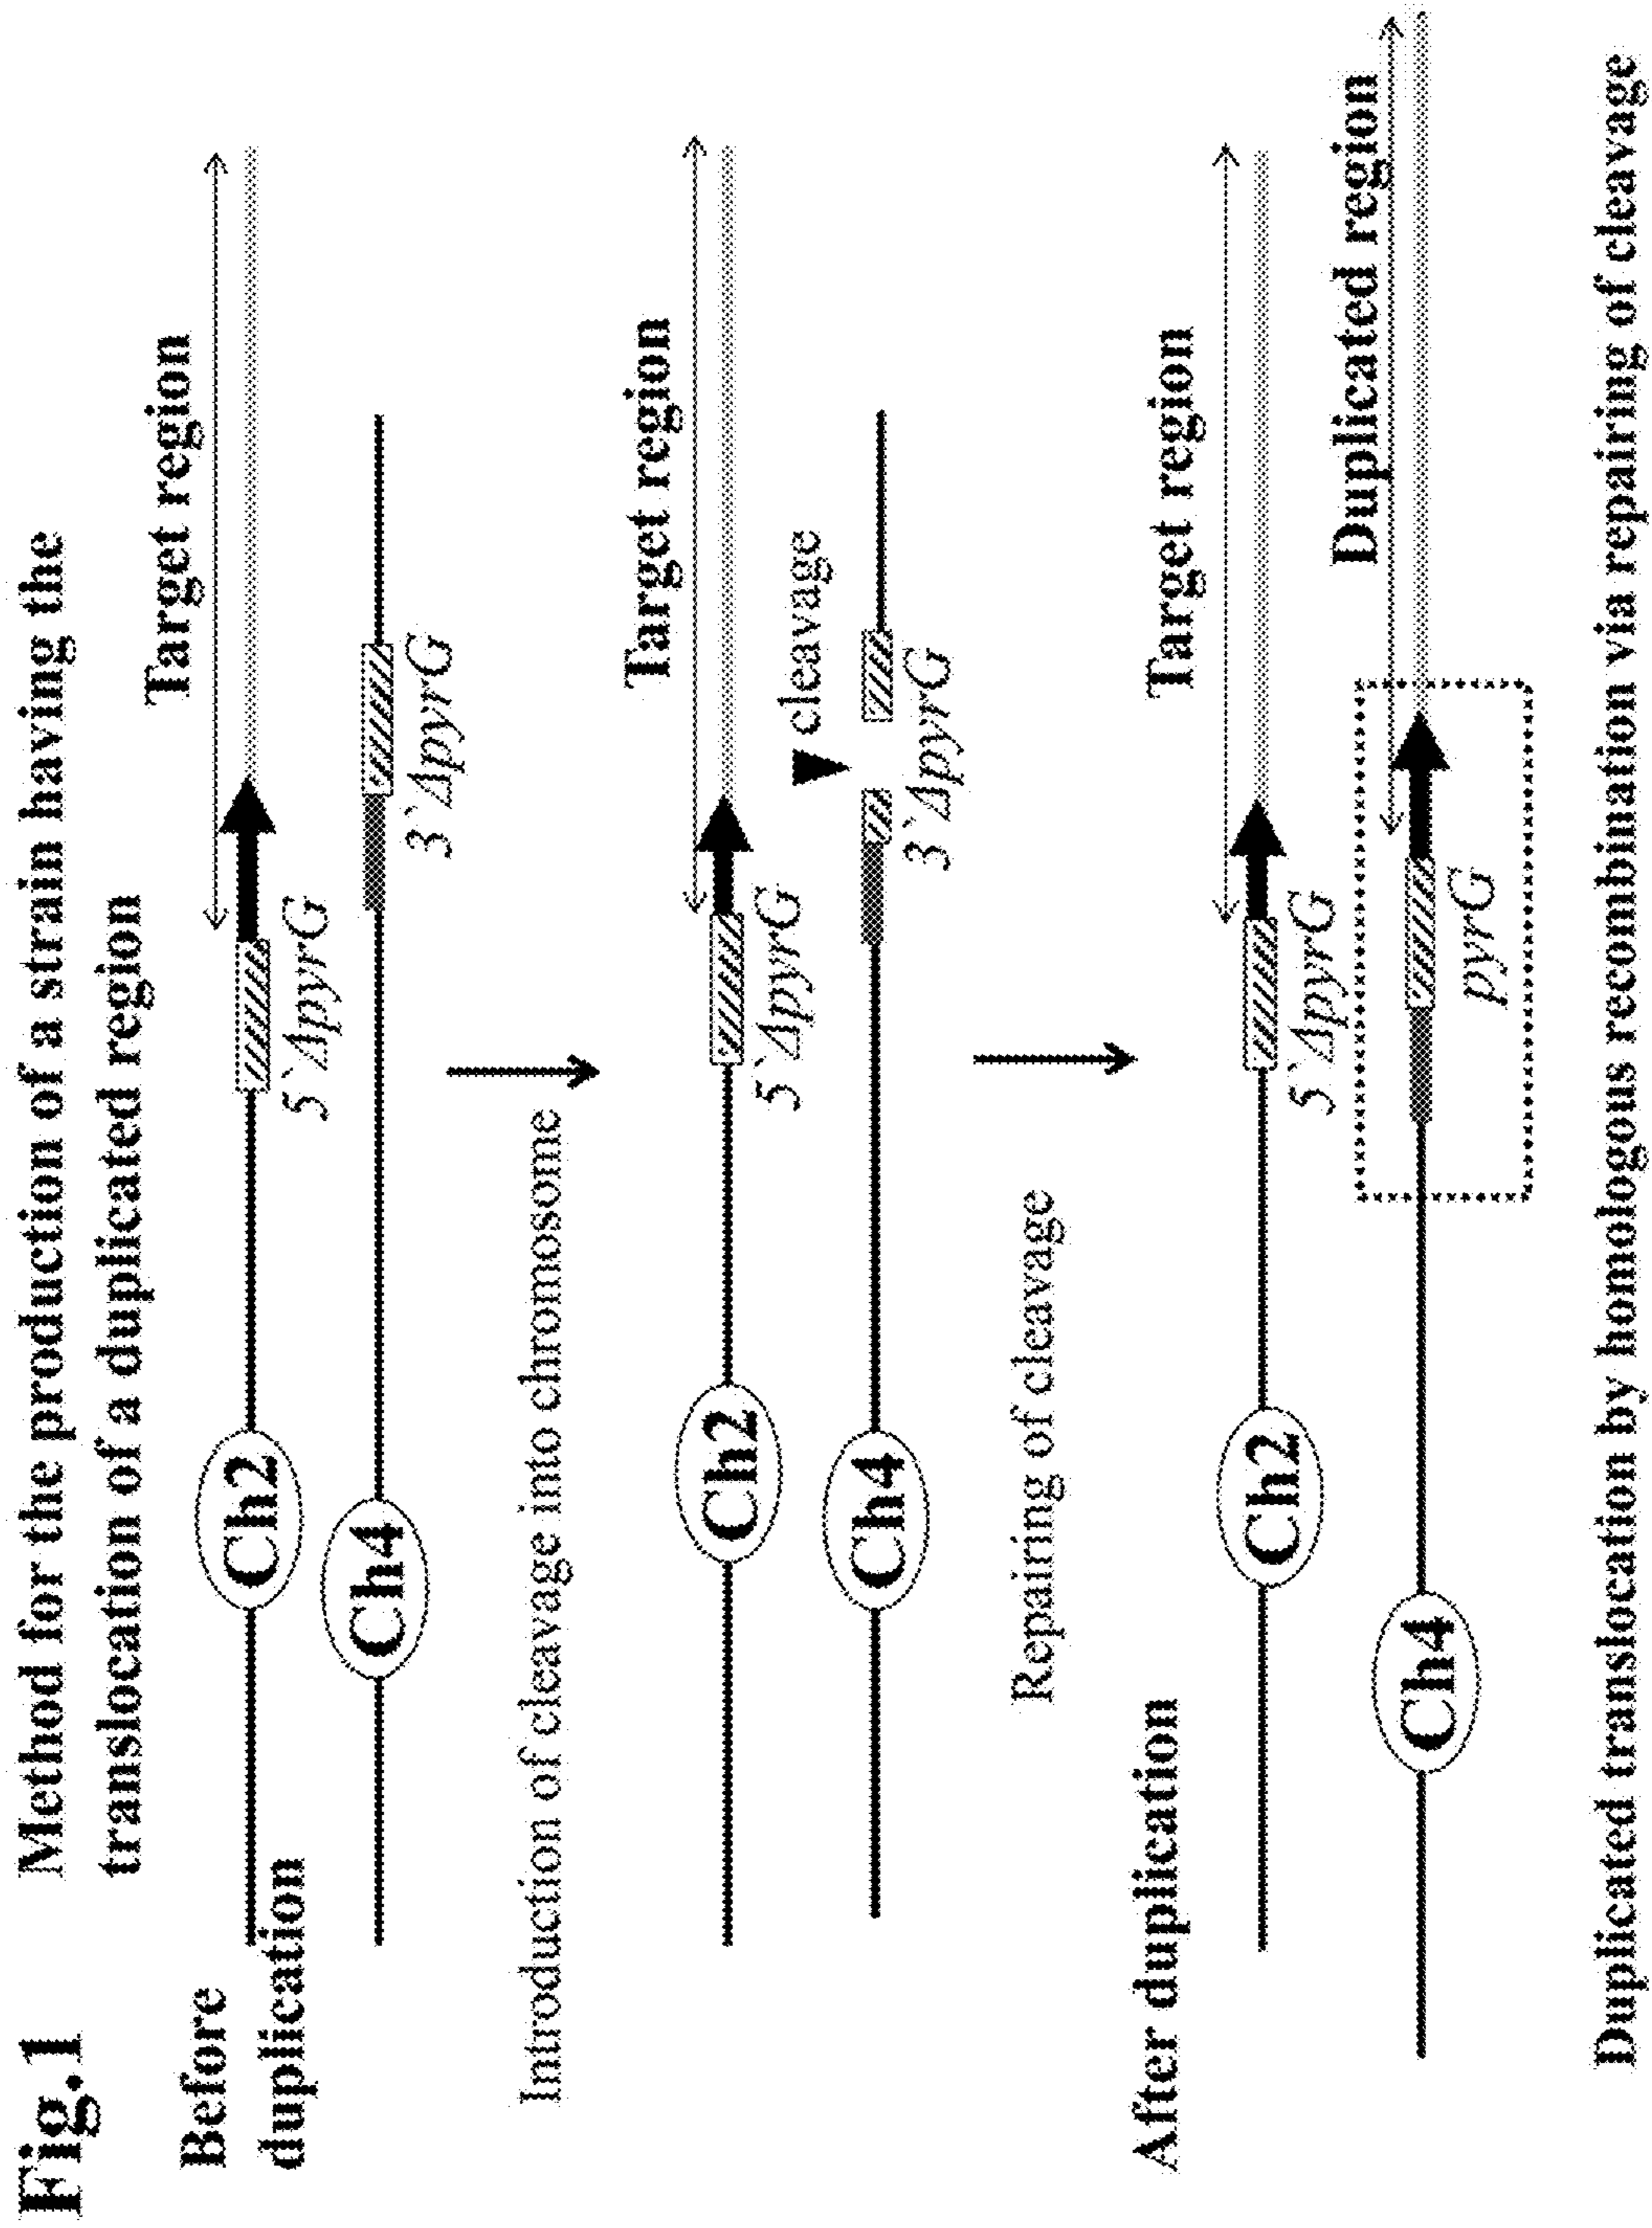 Fig.1 Method for the production of a strain having the
translocation of a duplicated region
Before
duplication
Target region
Ch2
5`ΔpyrG
Ch4
3`ΔpyrG
Introduction of cleavage into chromosome
Target region
Ch2
5`ΔpyrG
cleavage
Ch4
3`ΔpyrG
Repairing of cleavage
After duplication
Target region
Ch2
5`ΔpyrG
Duplicated region
Ch4
pyrG
Duplicated translocation by homologous recombination via repairing of cleavage